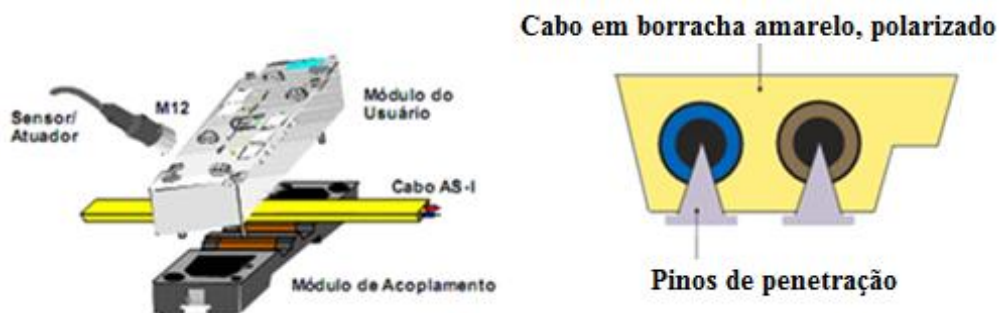 Cabo em borracha amarelo, polarizado
Sensor/
Atuador
M12
Módulo do
Usuário
Cabo AS-I
Módulo de Acoplamento
Pinos de penetração